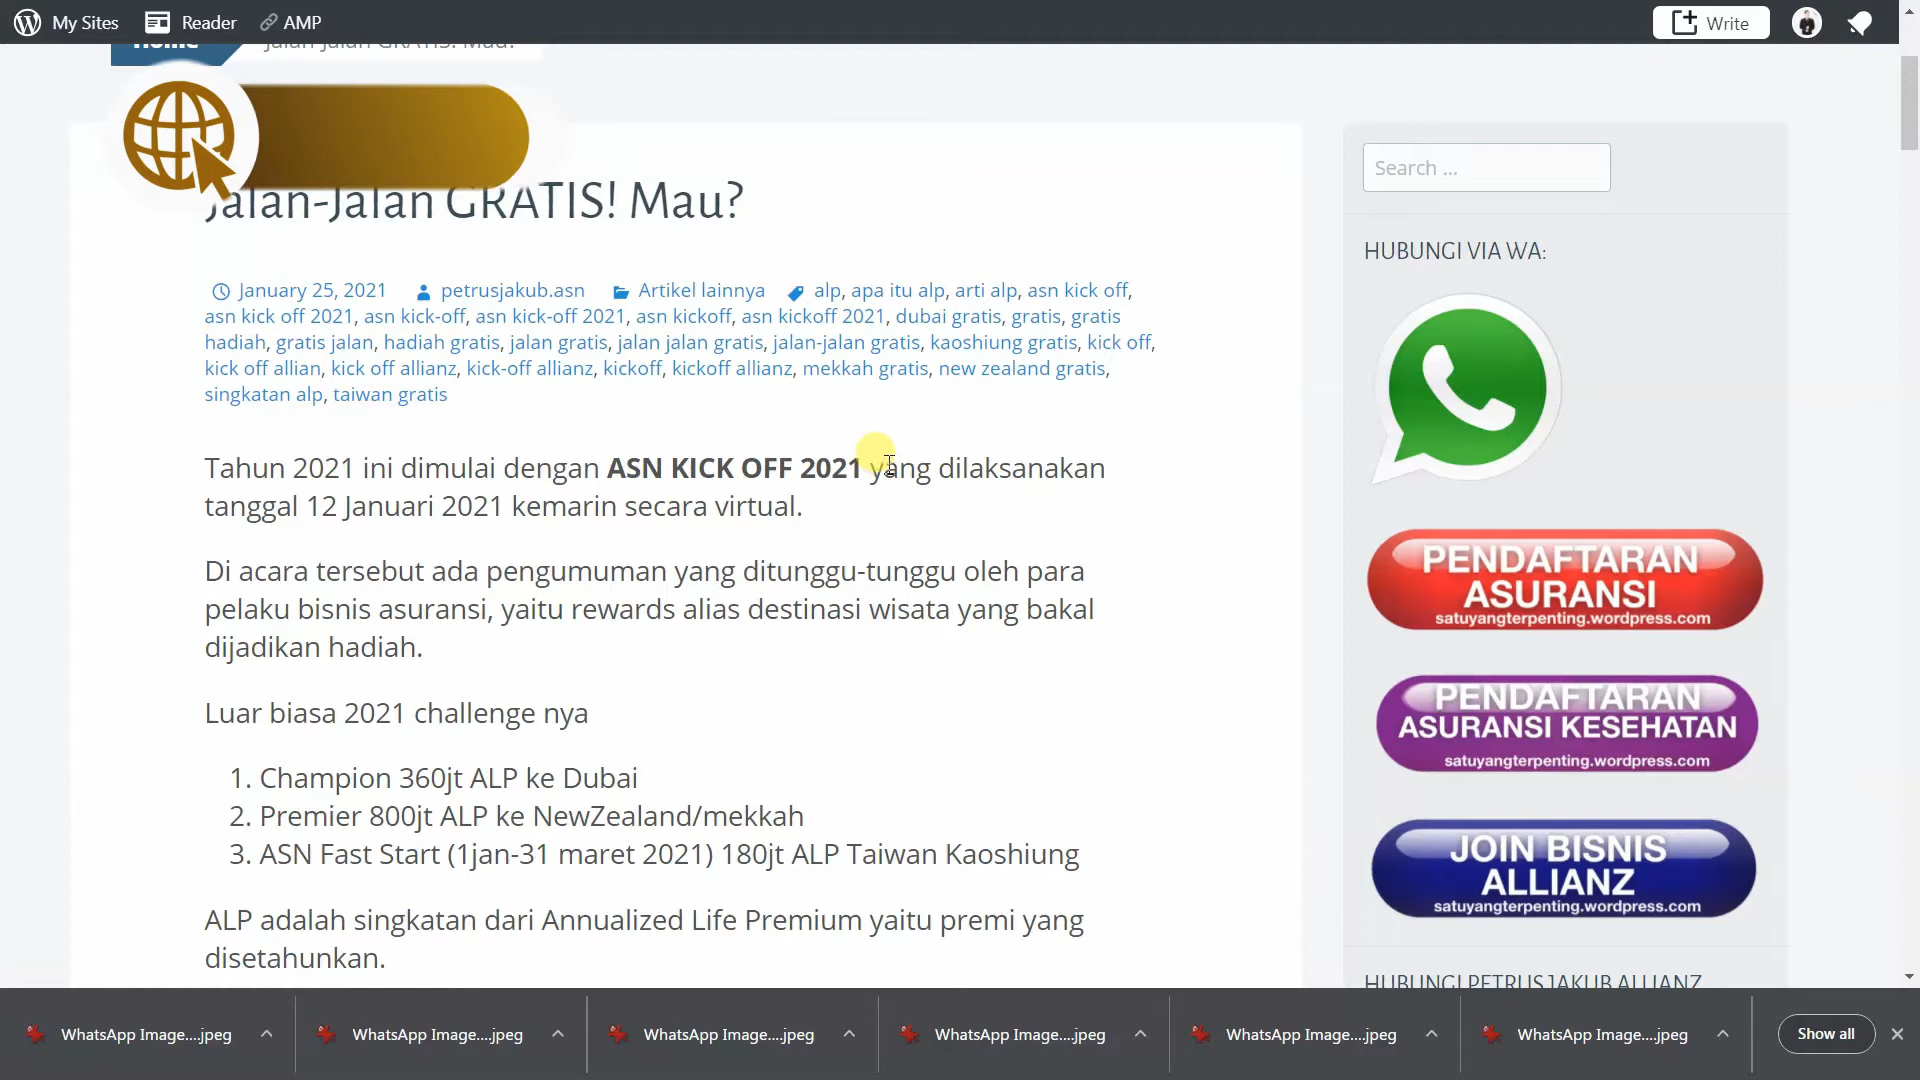 My Sites
Reader
AMP
Write
Home
Jalan-Jalan GRATIS! Mau?
Jalan-Jalan GRATIS! Mau?
January 25, 2021 petrusjakub.asn Artikel lainnya alp, apa itu alp, arti alp, asn kick off,
asn kick off 2021, asn kick-off, asn kick-off 2021, asn kickoff, asn kickoff 2021, dubai gratis, gratis, gratis
hadiah, gratis jalan, hadiah gratis, jalan gratis, jalan jalan gratis, jalan-jalan gratis, kaoshiung gratis, kick off,
kick off allian, kick off allianz, kick-off allianz, kickoff, kickoff allianz, mekkah gratis, new zealand gratis,
singkatan alp, taiwan gratis
Tahun 2021 ini dimulai dengan ASN KICK OFF 2021 yang dilaksanakan
tanggal 12 Januari 2021 kemarin secara virtual.
Di acara tersebut ada pengumuman yang ditunggu-tunggu oleh para
pelaku bisnis asuransi, yaitu rewards alias destinasi wisata yang bakal
dijadikan hadiah.
Luar biasa 2021 challenge nya
1. Champion 360jt ALP ke Dubai
2. Premier 800jt ALP ke NewZealand/mekkah
3. ASN Fast Start (1jan-31 maret 2021) 180jt ALP Taiwan Kaoshiung
ALP adalah singkatan dari Annualized Life Premium yaitu premi yang
disetahunkan.
Search ...
HUBUNGI VIA WA:
PENDAFTARAN
ASURANSI
satuyangterpenting.wordpress.com
PENDAFTARAN
ASURANSI KESEHATAN
satuyangterpenting.wordpress.com
JOIN BISNIS
ALLIANZ
satuyangterpenting.wordpress.com
HUBUNGI PETRUS JAKUB ALLIANZ
WhatsApp Image....jpeg
WhatsApp Image....jpeg
WhatsApp Image....jpeg
WhatsApp Image....jpeg
WhatsApp Image....jpeg
WhatsApp Image....jpeg
Show all